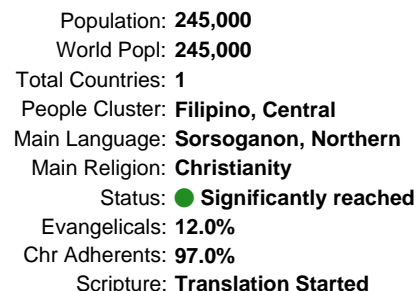 Population: 245,000
World Popl: 245,000
Total Countries: 1
People Cluster: Filipino, Central
Main Language: Sorsoganon, Northern
Main Religion: Christianity
Status: Significantly reached
Evangelicals: 12.0%
Chr Adherents: 97.0%
Scripture: Translation Started